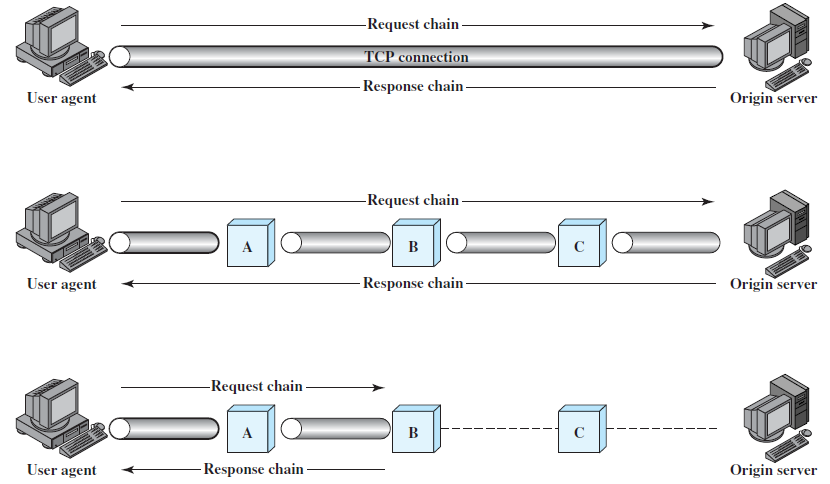 Request chain
TCP connection
Response chain
User agent
Origin server
Request chain
A
B
C
User agent
Response chain
Origin server
Request chain
A
B
C
User agent
Response chain
Origin server